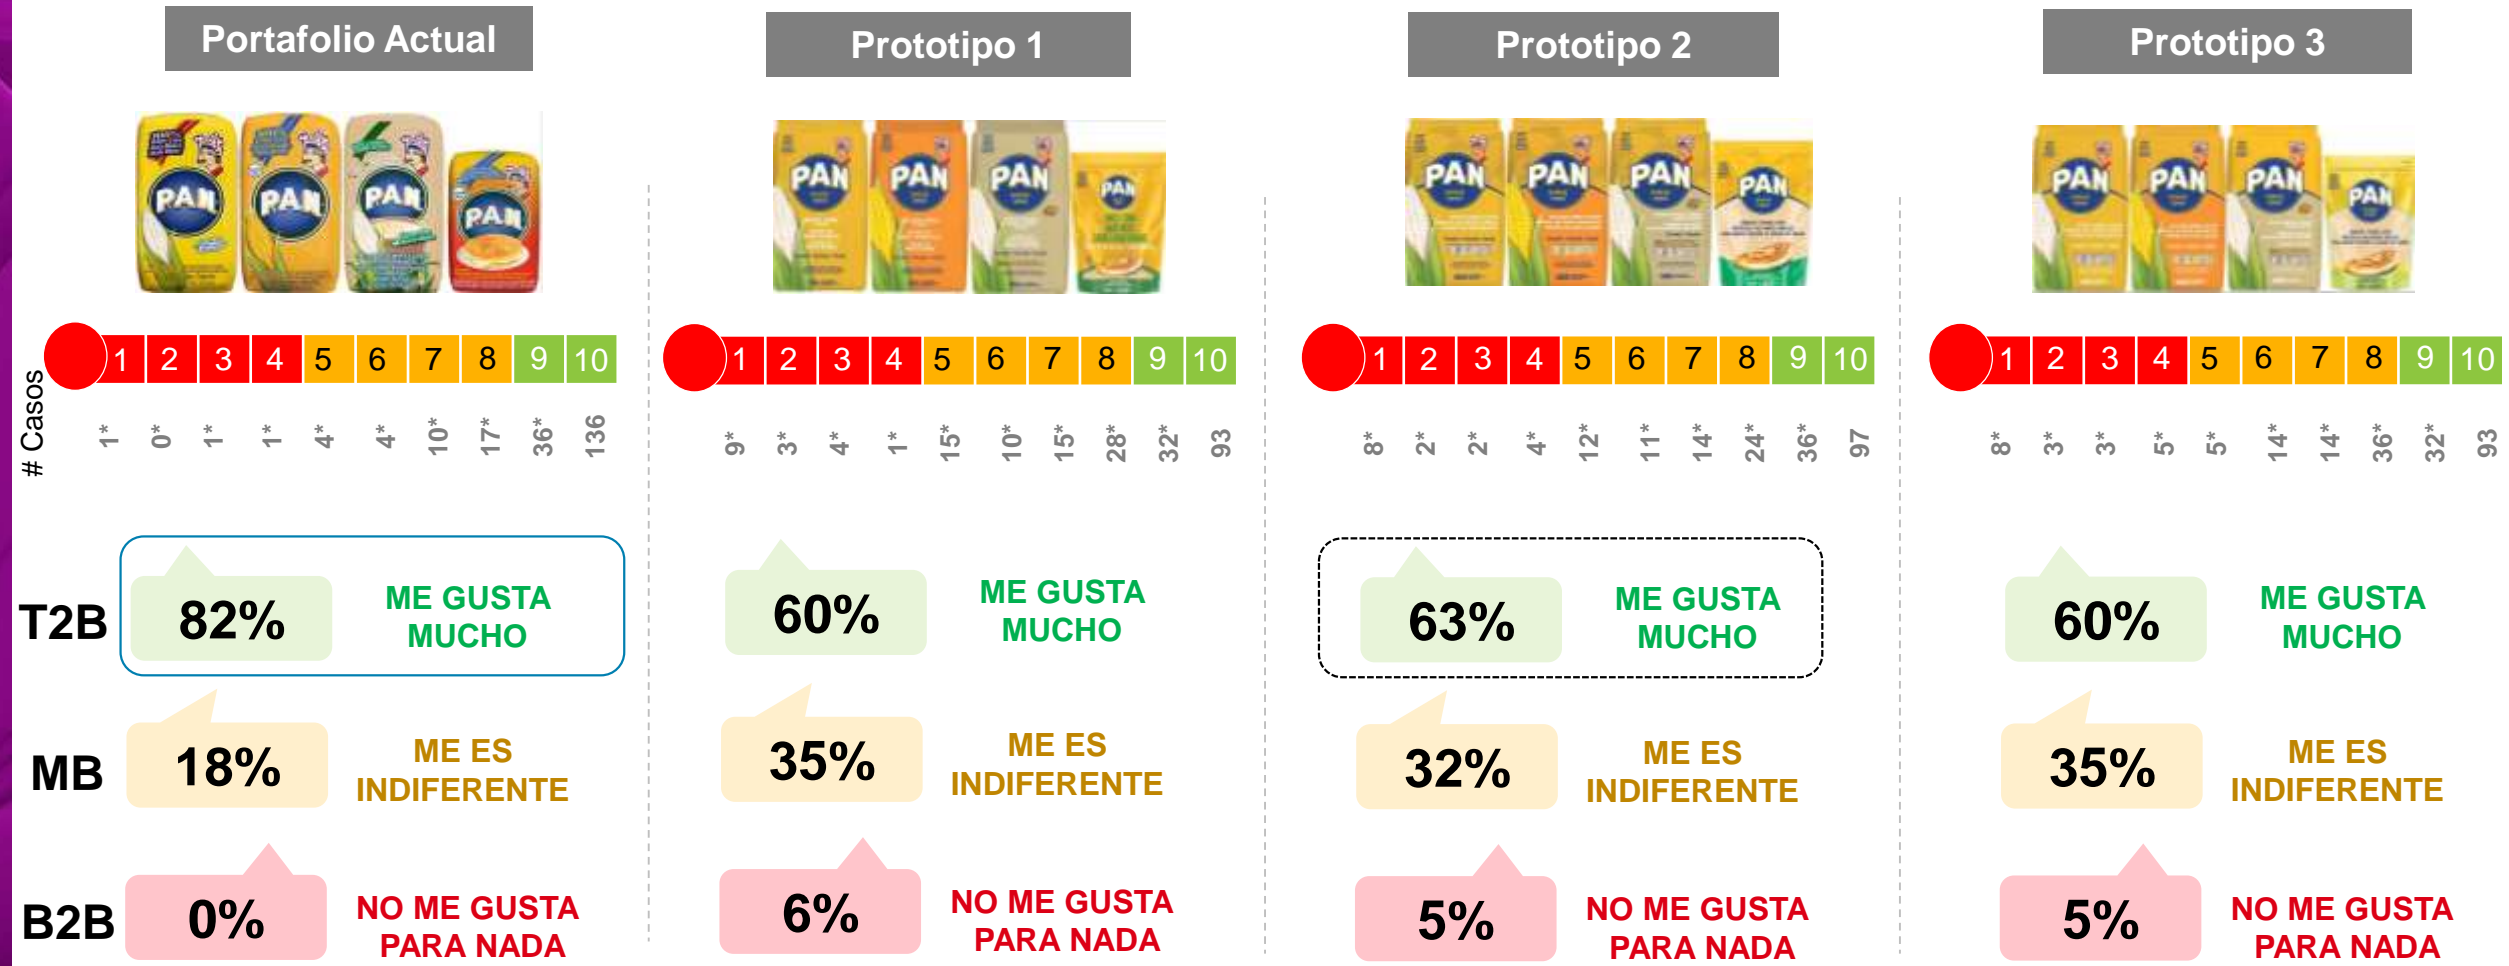 Portafolio Actual
Prototipo 1
Prototipo 2
Prototipo 3
PAN PAN PAN PAN
PAN PAN PAN PAN
PAN PAN PAN PAN
PAN PAN PAN PAN
1 2 3 4 5 6 7 8 9 10
1 2 3 4 5 6 7 8 9 10
1 2 3 4 5 6 7 8 9 10
1 2 3 4 5 6 7 8 9 10
# Casos
1* 0* 1* 1* 4* 4* 10* 17* 36* 136
9* 3* 4* 1* 15* 10* 15* 28* 32* 93
8* 2* 2* 4* 12* 11* 14* 24* 36* 97
8* 3* 3* 5* 5* 14* 14* 36* 32* 93
T2B
82%
ME GUSTA
MUCHO
60%
ME GUSTA
MUCHO
63%
ME GUSTA
MUCHO
60%
ME GUSTA
MUCHO
MB
18%
ME ES
INDIFERENTE
35%
ME ES
INDIFERENTE
32%
ME ES
INDIFERENTE
35%
ME ES
INDIFERENTE
B2B
0%
NO ME GUSTA
PARA NADA
6%
NO ME GUSTA
PARA NADA
5%
NO ME GUSTA
PARA NADA
5%
NO ME GUSTA
PARA NADA